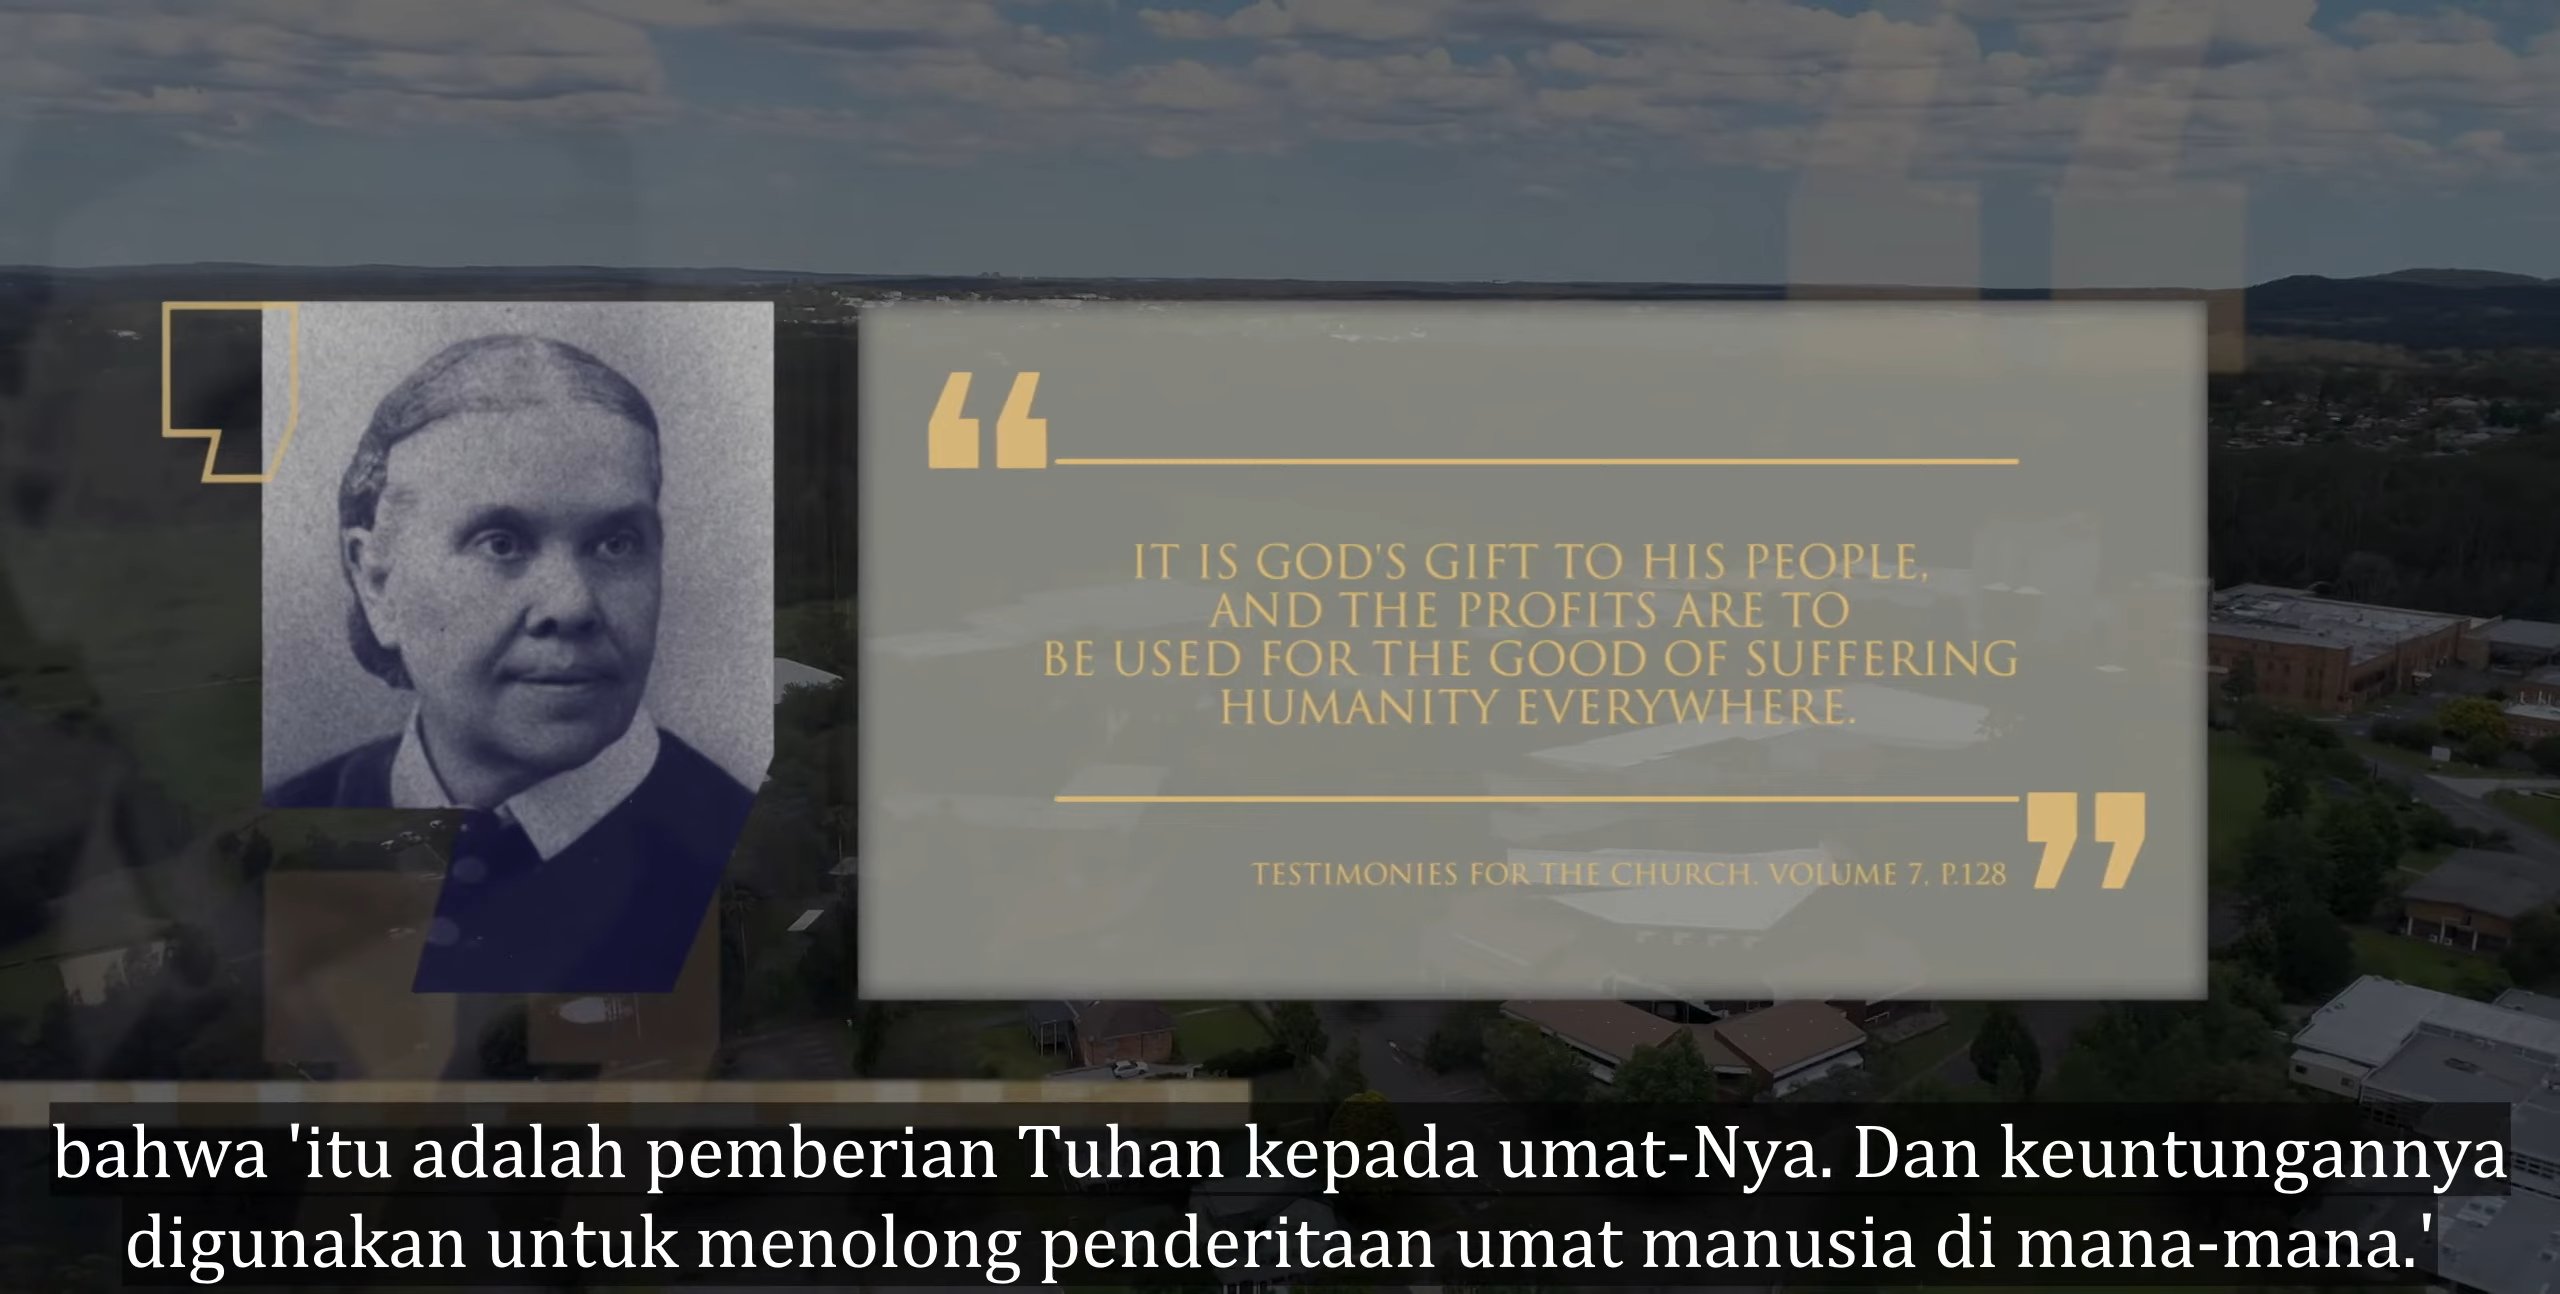 IT IS GOD'S GIFT TO HIS PEOPLE,
AND THE PROFITS ARE TO
BE USED FOR THE GOOD OF SUFFERING
HUMANITY EVERYWHERE.
TESTIMONIES FOR THE CHURCH. VOLUME 7, P.128
bahwa 'itu adalah pemberian Tuhan kepada umat-Nya. Dan keuntungannya
digunakan untuk menolong penderitaan umat manusia di mana-mana.'